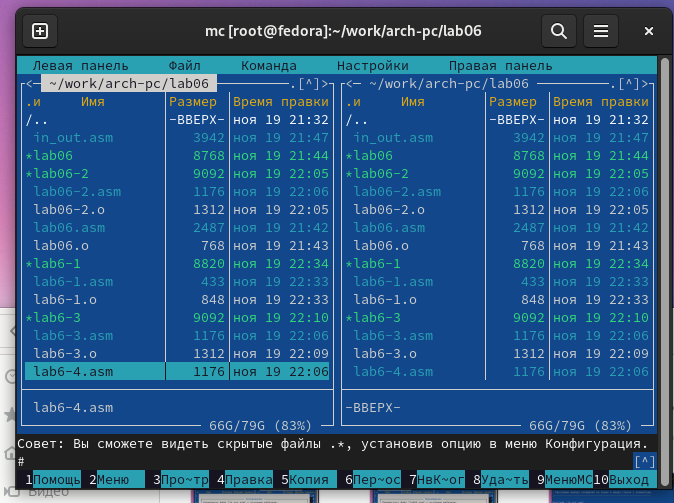 mc [root@fedora]:~/work/arch-pc/lab06
Левая панель Файл Команда Настройки Правая панель
<— ~/work/arch-pc/lab06 —.[^]> <— ~/work/arch-pc/lab06 —.[^]>
.и Имя Размер Время правки .и Имя Размер Время правки
/.. -ВВЕРХ- ноя 19 21:32 /.. -ВВЕРХ- ноя 19 21:32
in_out.asm 3942 ноя 19 21:47 in_out.asm 3942 ноя 19 21:47
*lab06 8768 ноя 19 21:44 *lab06 8768 ноя 19 21:44
*lab06-2 9092 ноя 19 22:05 *lab06-2 9092 ноя 19 22:05
lab06-2.asm 1176 ноя 19 22:06 lab06-2.asm 1176 ноя 19 22:06
lab06-2.o 1312 ноя 19 22:05 lab06-2.o 1312 ноя 19 22:05
lab06.asm 2487 ноя 19 21:42 lab06.asm 2487 ноя 19 21:42
lab06.o 768 ноя 19 21:43 lab06.o 768 ноя 19 21:43
*lab6-1 8820 ноя 19 22:34 *lab6-1 8820 ноя 19 22:34
lab6-1.asm 433 ноя 19 22:33 lab6-1.asm 433 ноя 19 22:33
lab6-1.o 848 ноя 19 22:33 lab6-1.o 848 ноя 19 22:33
*lab6-3 9092 ноя 19 22:10 *lab6-3 9092 ноя 19 22:10
lab6-3.asm 1176 ноя 19 22:06 lab6-3.asm 1176 ноя 19 22:06
lab6-3.o 1312 ноя 19 22:09 lab6-3.o 1312 ноя 19 22:09
lab6-4.asm 1176 ноя 19 22:06 lab6-4.asm 1176 ноя 19 22:06
lab6-4.asm -ВВЕРХ-
66G/79G (83%) 66G/79G (83%)
Совет: Вы сможете видеть скрытые файлы .*, установив опцию в меню Конфигурация.
# [^]
1Помощь 2Меню 3Про~тр 4Правка 5Копия 6Пер~ос 7НвК~ог 8Уда~ть 9МенюMC 10Выход
Видео